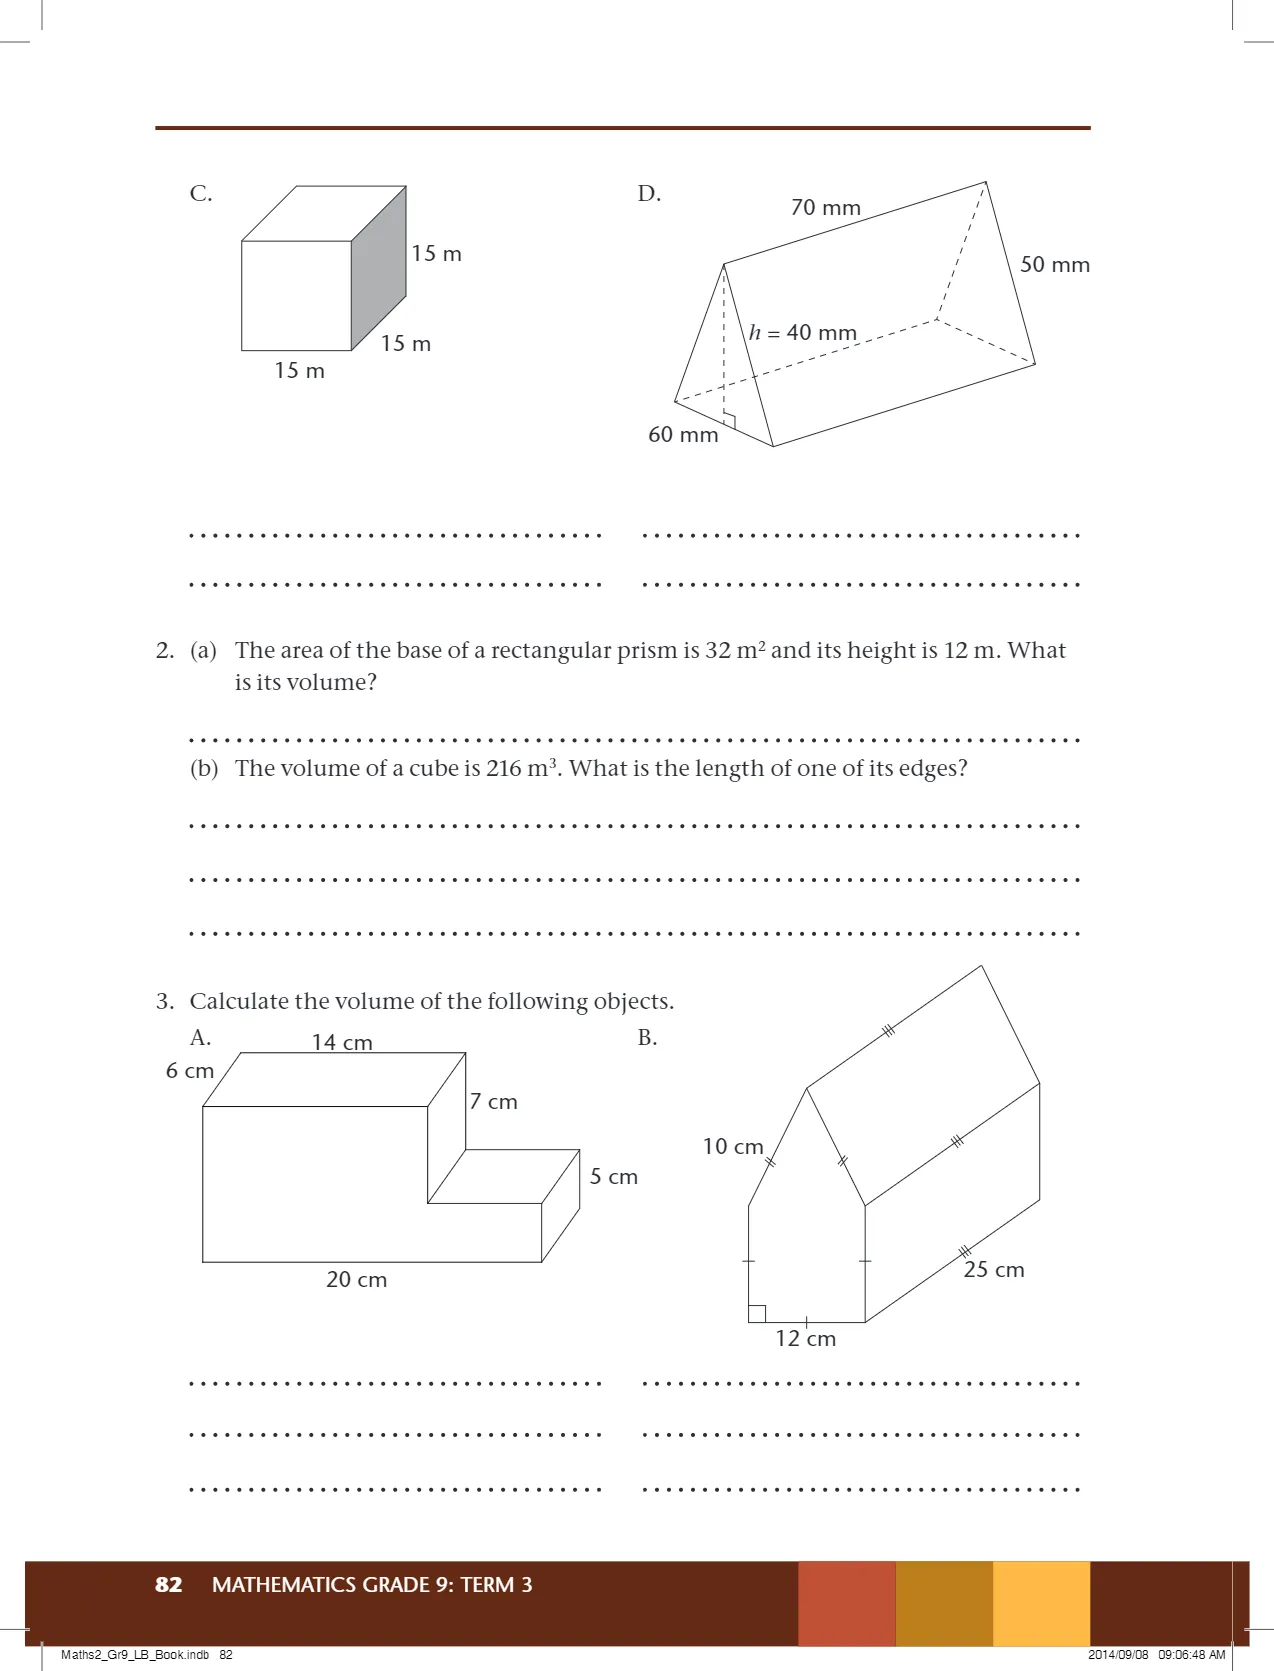 C.
15 m
15 m
15 m
D.
70 mm
50 mm
h = 40 mm
60 mm
2. (a) The area of the base of a rectangular prism is 32 m² and its height is 12 m. What
is its volume?
(b) The volume of a cube is 216 m³. What is the length of one of its edges?
3. Calculate the volume of the following objects.
A.
14 cm
6 cm
7 cm
5 cm
20 cm
B.
10 cm
25 cm
12 cm
82 MATHEMATICS GRADE 9: TERM 3
Maths2_Gr9_LB_Book.indb 82
2014/09/08 09:06:48 AM